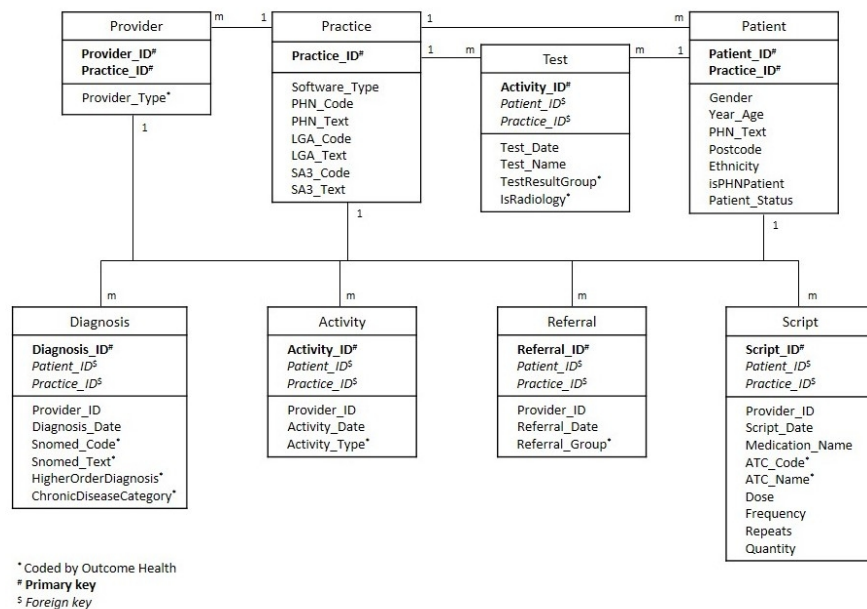 Provider
Provider_ID#
Practice_ID#
Provider_Type*
m
1
1
Practice
Practice_ID#
Software_Type
PHN_Code
PHN_Text
LGA_Code
LGA_Text
SA3_Code
SA3_Text
1
1
1
m
m
m
1
Test
Activity_ID#
Patient_ID$
Practice_ID$
Test_Date
Test_Name
TestResultGroup*
IsRadiology*
Patient
Patient_ID#
Practice_ID#
Gender
Year_Age
PHN_Text
Postcode
Ethnicity
isPHNPatient
Patient_Status
1
m
Diagnosis
Diagnosis_ID#
Patient_ID$
Practice_ID$
Provider_ID
Diagnosis_Date
Snomed_Code*
Snomed_Text*
HigherOrderDiagnosis*
ChronicDiseaseCategory*
m
Activity
Activity_ID#
Patient_ID$
Practice_ID$
Provider_ID
Activity_Date
Activity_Type*
m
Referral
Referral_ID#
Patient_ID$
Practice_ID$
Provider_ID
Referral_Date
Referral_Group*
m
Script
Script_ID#
Patient_ID$
Practice_ID$
Provider_ID
Script_Date
Medication_Name
ATC_Code*
ATC_Name*
Dose
Frequency
Repeats
Quantity
* Coded by Outcome Health
# Primary key
$ Foreign key